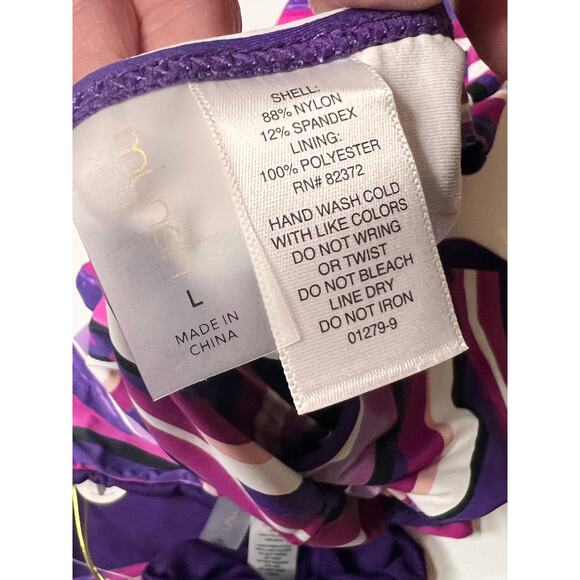 L
MADE IN
CHINA
SHELL:
88% NYLON
12% SPANDEX
LINING:
100% POLYESTER
RN# 82372
HAND WASH COLD
WITH LIKE COLORS
DO NOT WRING
OR TWIST
DO NOT BLEACH
LINE DRY
DO NOT IRON
01279-9